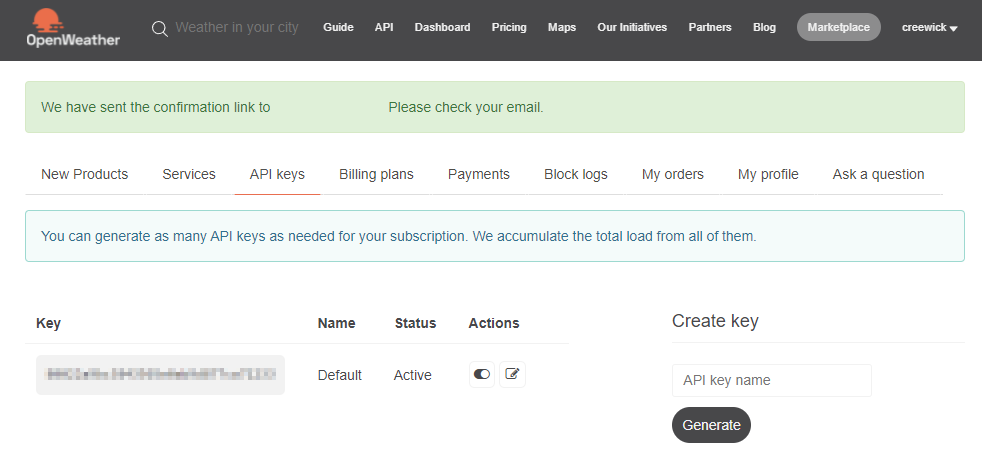 OpenWeather
Weather in your city
Guide
API
Dashboard
Pricing
Maps
Our Initiatives
Partners
Blog
Marketplace
creewick
We have sent the confirmation link to Please check your email.
New Products
Services
API keys
Billing plans
Payments
Block logs
My orders
My profile
Ask a question
You can generate as many API keys as needed for your subscription. We accumulate the total load from all of them.
Key
Name
Status
Actions
Default
Active
Create key
API key name
Generate